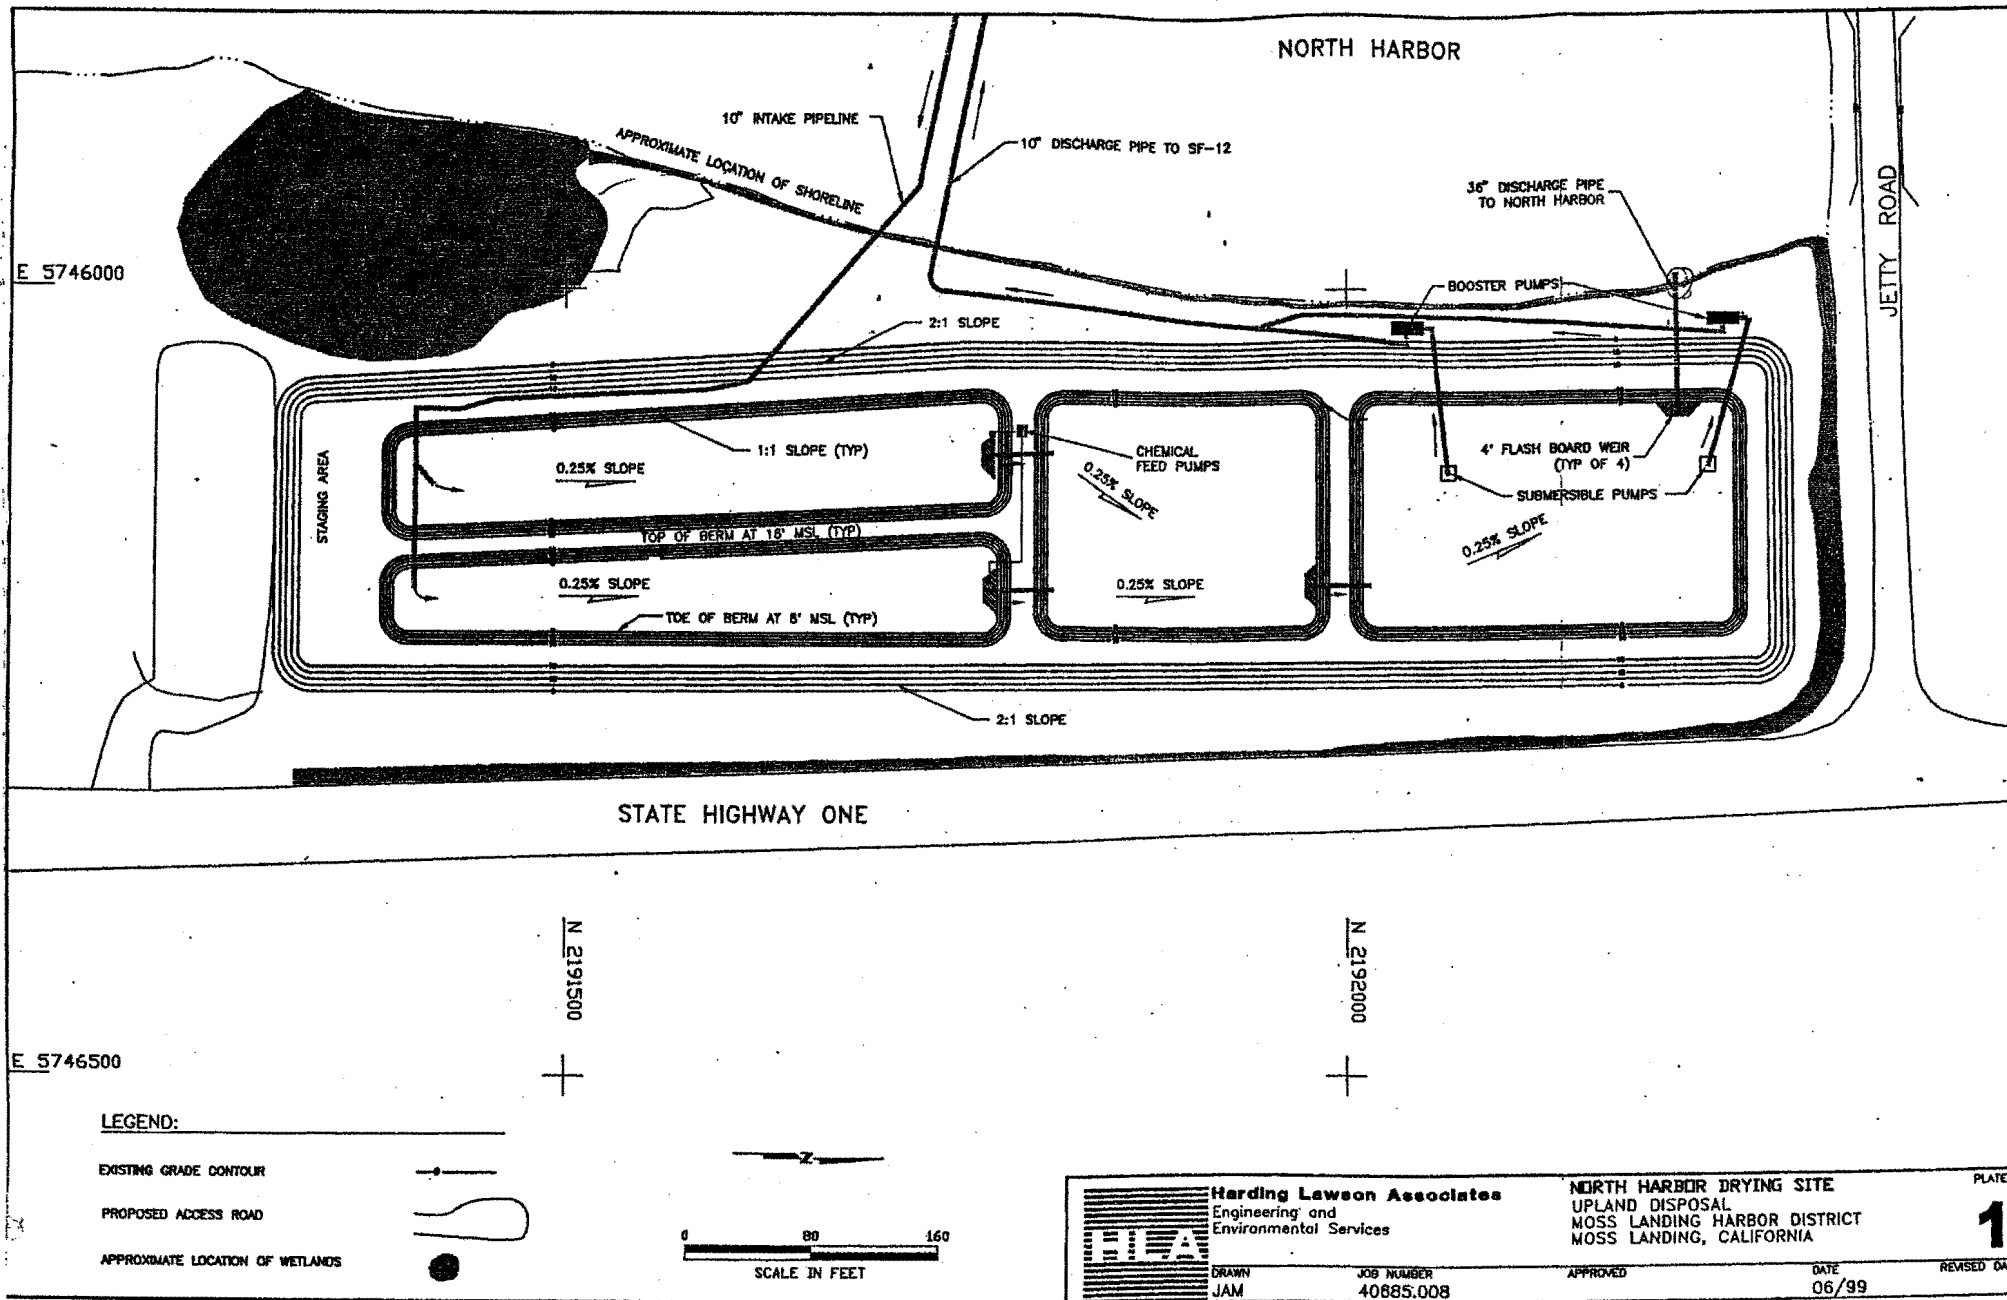 NORTH HARBOR
10" INTAKE PIPELINE
APPROXIMATE LOCATION OF SHORELINE
10" DISCHARGE PIPE TO SF-12
36" DISCHARGE PIPE
TO NORTH HARBOR
JETTY ROAD
E 5746000
BOOSTER PUMPS
2:1 SLOPE
1:1 SLOPE (TYP)
0.25% SLOPE
CHEMICAL
FEED PUMPS
0.25% SLOPE
4' FLASH BOARD WEIR
(TYP OF 4)
SUBMERSIBLE PUMPS
0.25% SLOPE
STAGING AREA
TOP OF BERM AT 16' MSL (TYP)
0.25% SLOPE
0.25% SLOPE
TOE OF BERM AT 8' MSL (TYP)
2:1 SLOPE
STATE HIGHWAY ONE
N 2191500
N 2192000
E 5746500
LEGEND:
EXISTING GRADE CONTOUR
PROPOSED ACCESS ROAD
APPROXIMATE LOCATION OF WETLANDS
Z
0 80 160
SCALE IN FEET
HLA
Harding Lawson Associates
Engineering and
Environmental Services
NORTH HARBOR DRYING SITE
UPLAND DISPOSAL
MOSS LANDING HARBOR DISTRICT
MOSS LANDING, CALIFORNIA
PLATE
1
DRAWN
JAM
JOB NUMBER
40685.008
APPROVED
DATE
06/99
REVISED